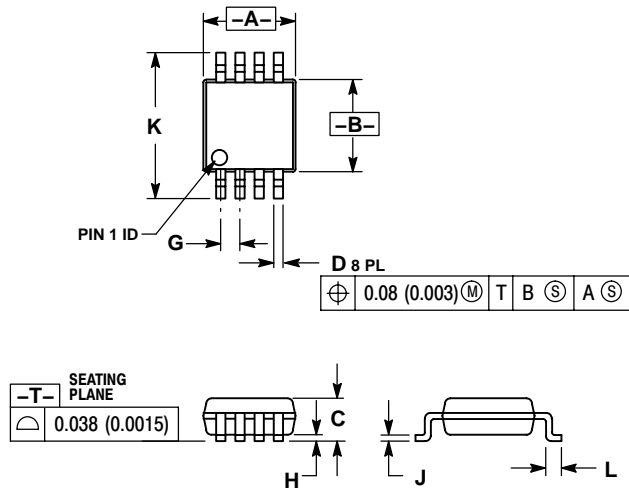 –A–
K
–B–
PIN 1 ID
G
D 8 PL
⌖ 0.08 (0.003) Ⓜ T B Ⓢ A Ⓢ
–T– SEATING
PLANE
⌓ 0.038 (0.0015)
C
H
J
L